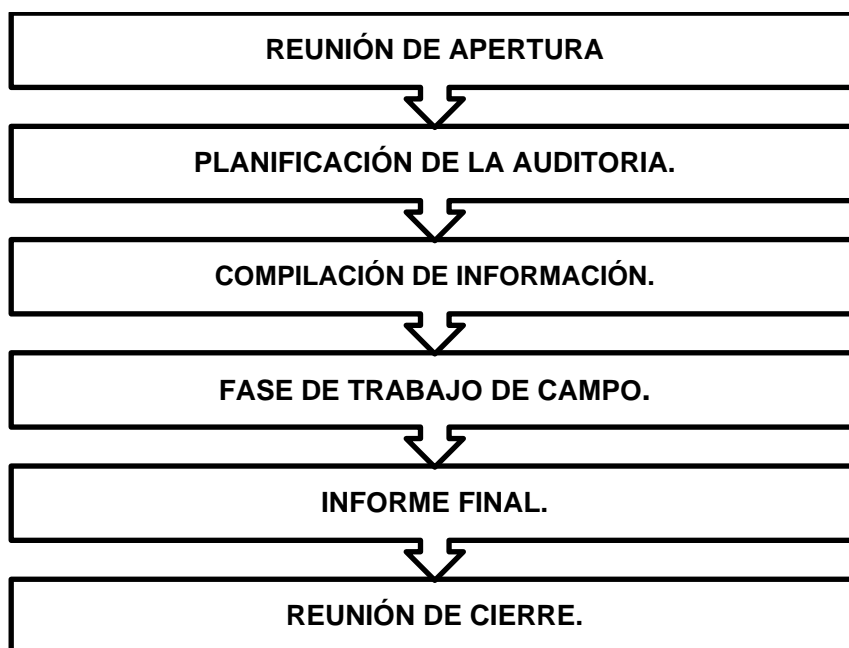 REUNIÓN DE APERTURA
PLANIFICACIÓN DE LA AUDITORIA.
COMPILACIÓN DE INFORMACIÓN.
FASE DE TRABAJO DE CAMPO.
INFORME FINAL.
REUNIÓN DE CIERRE.